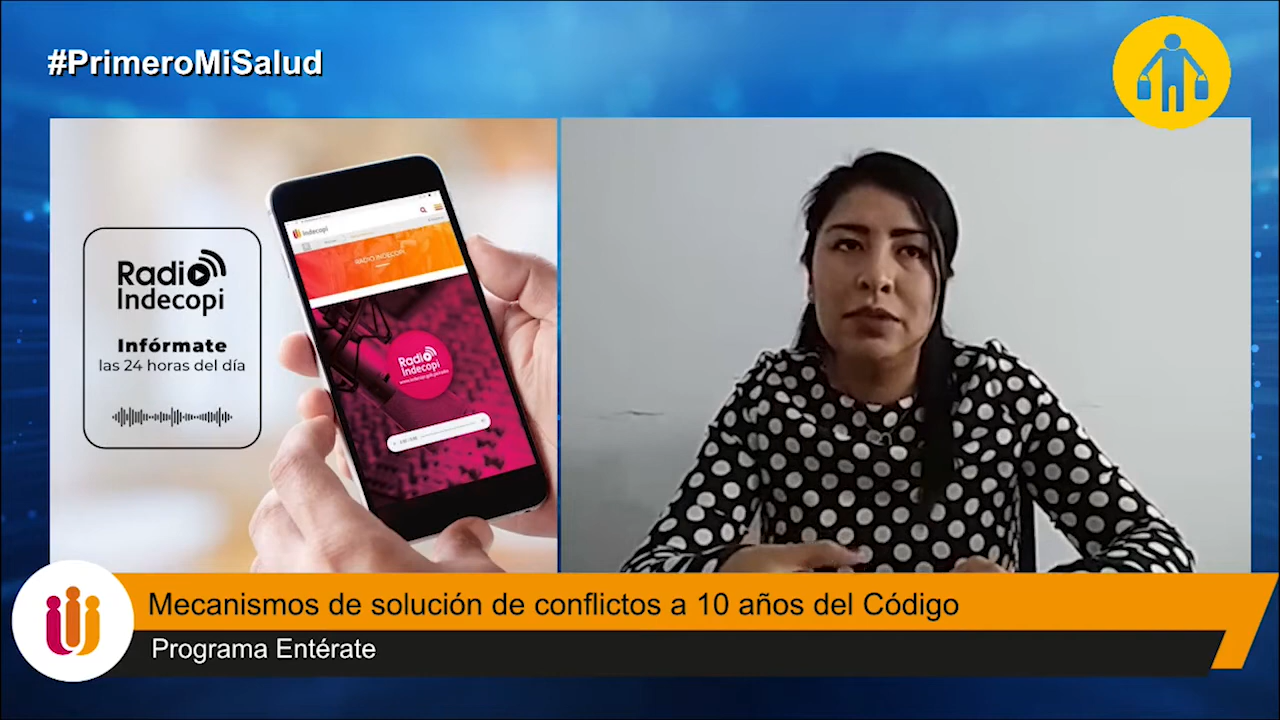 #PrimeroMiSalud
Radio
Indecopi
Infórmate
las 24 horas del día
Indecopi
RADIO INDECOPI
Radio
Indecopi
Mecanismos de solución de conflictos a 10 años del Código
Programa Entérate